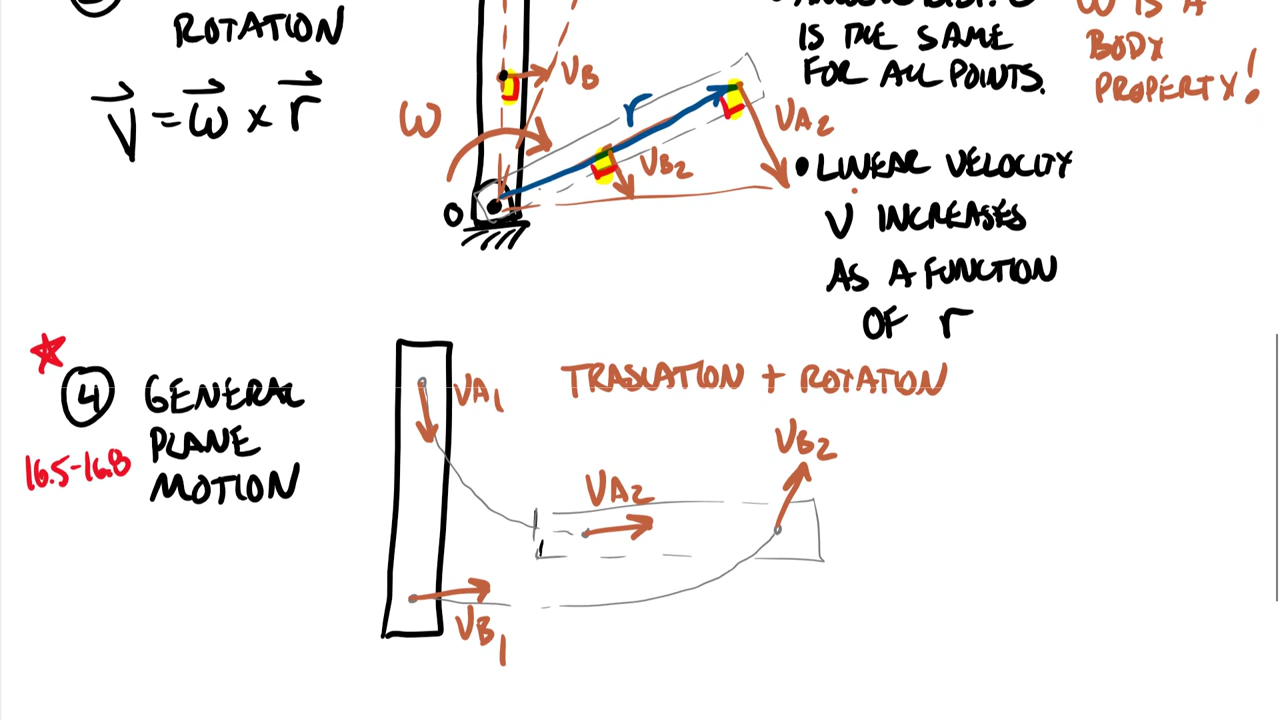 ROTATION
V = ω x r
ω
O
VB
r
VA2
VB2
IS THE SAME
FOR ALL POINTS.
ω IS A
BODY
PROPERTY!
• LINEAR VELOCITY
V INCREASES
AS A FUNCTION
OF r
4 GENERAL
PLANE
MOTION
16.5-16.8
TRASLATION + ROTATION
VA1
VB1
VA2
VB2